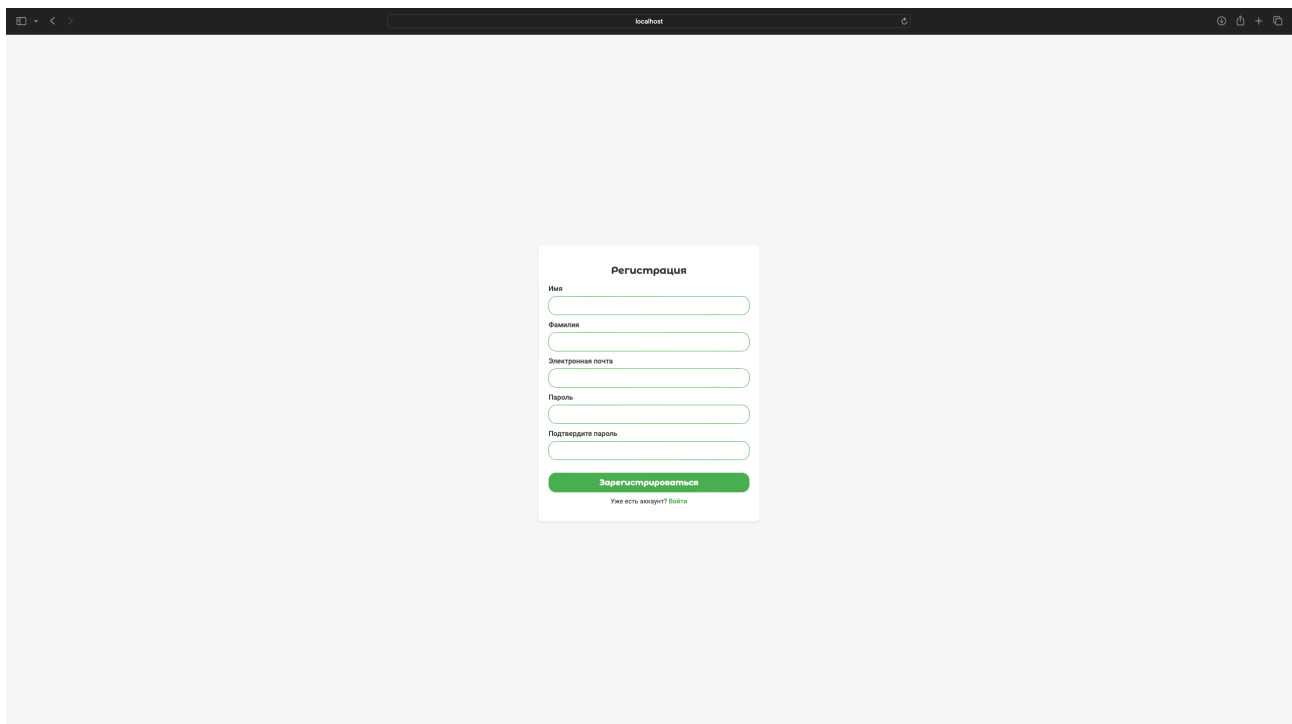 localhost
Регистрация
Имя
Фамилия
Электронная почта
Пароль
Подтвердите пароль
Зарегистрироваться
Уже есть аккаунт? Войти